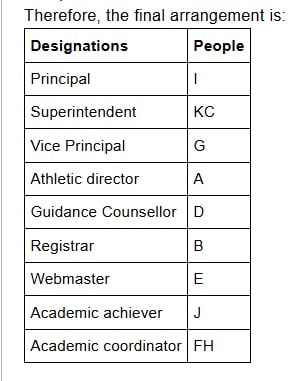 Therefore, the final arrangement is:
Designations People
Principal I
Superintendent KC
Vice Principal G
Athletic director A
Guidance Counsellor D
Registrar B
Webmaster E
Academic achiever J
Academic coordinator FH